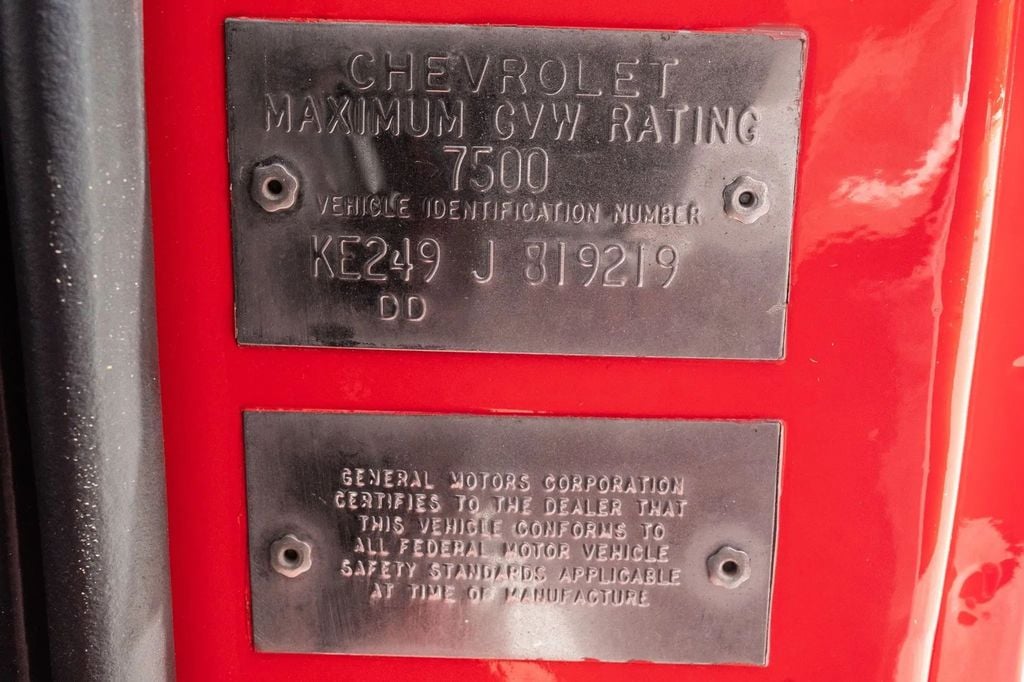 CHEVROLET
MAXIMUM GVW RATING
7500
VEHICLE IDENTIFICATION NUMBER
KE249 J 819219
DD
GENERAL MOTORS CORPORATION
CERTIFIES TO THE DEALER THAT
THIS VEHICLE CONFORMS TO
ALL FEDERAL MOTOR VEHICLE
SAFETY STANDARDS APPLICABLE
AT TIME OF MANUFACTURE